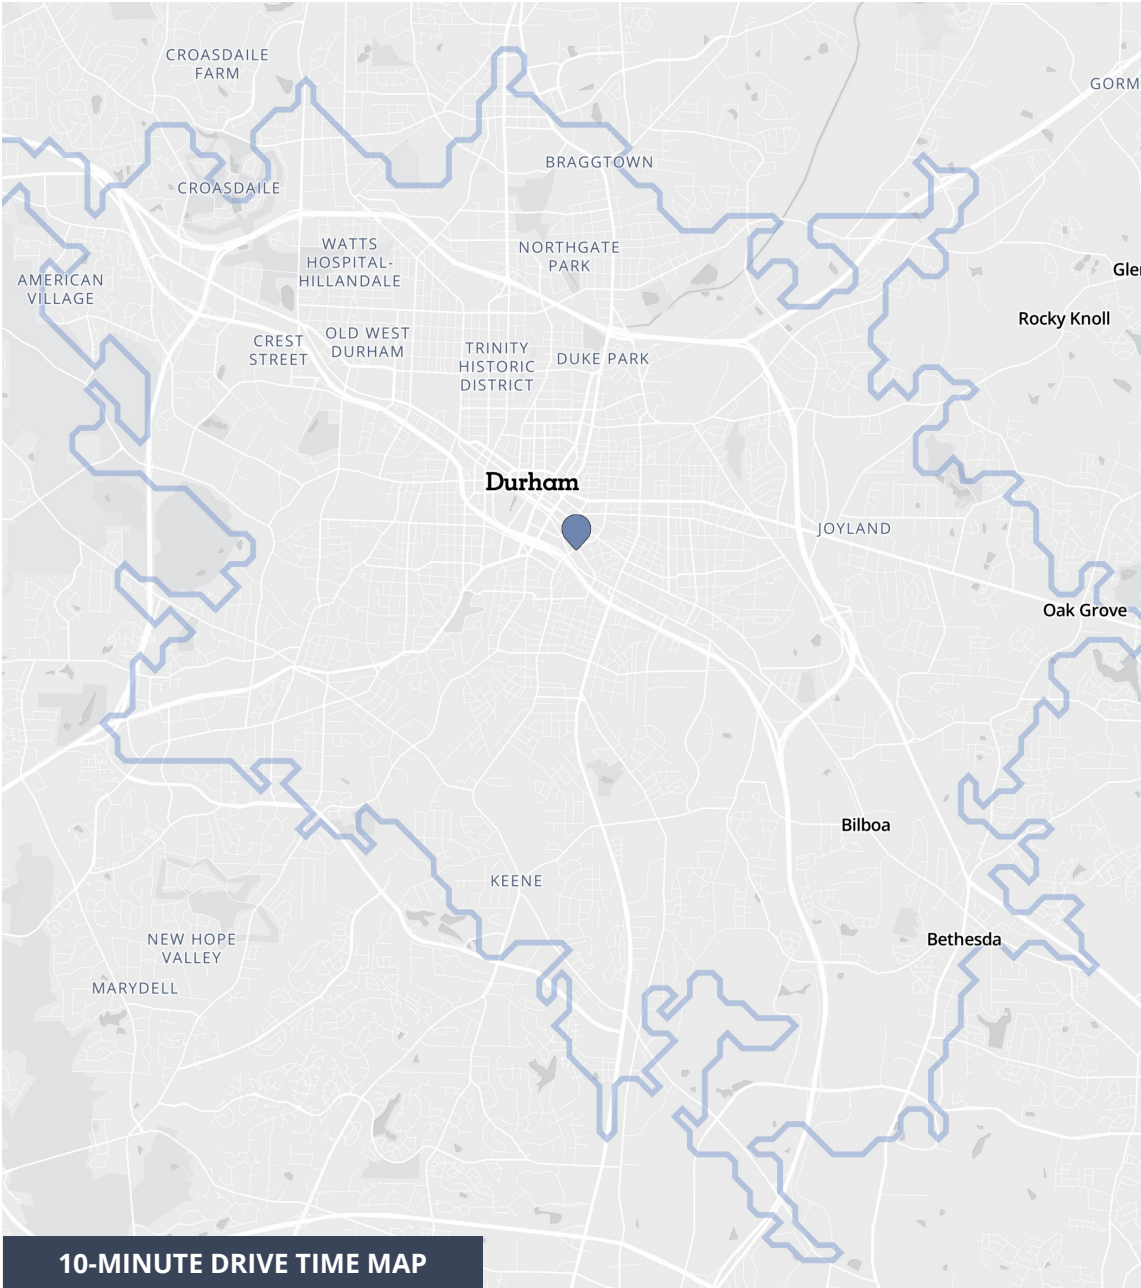 CROASDAILE
FARM
GORM
BRAGGTOWN
CROASDAILE
WATTS
HOSPITAL-
HILLANDALE
NORTHGATE
PARK
AMERICAN
VILLAGE
Gle
Rocky Knoll
CREST
STREET
OLD WEST
DURHAM
TRINITY
HISTORIC
DISTRICT
DUKE PARK
Durham
JOYLAND
Oak Grove
Bilboa
KEENE
NEW HOPE
VALLEY
Bethesda
MARYDELL
10-MINUTE DRIVE TIME MAP